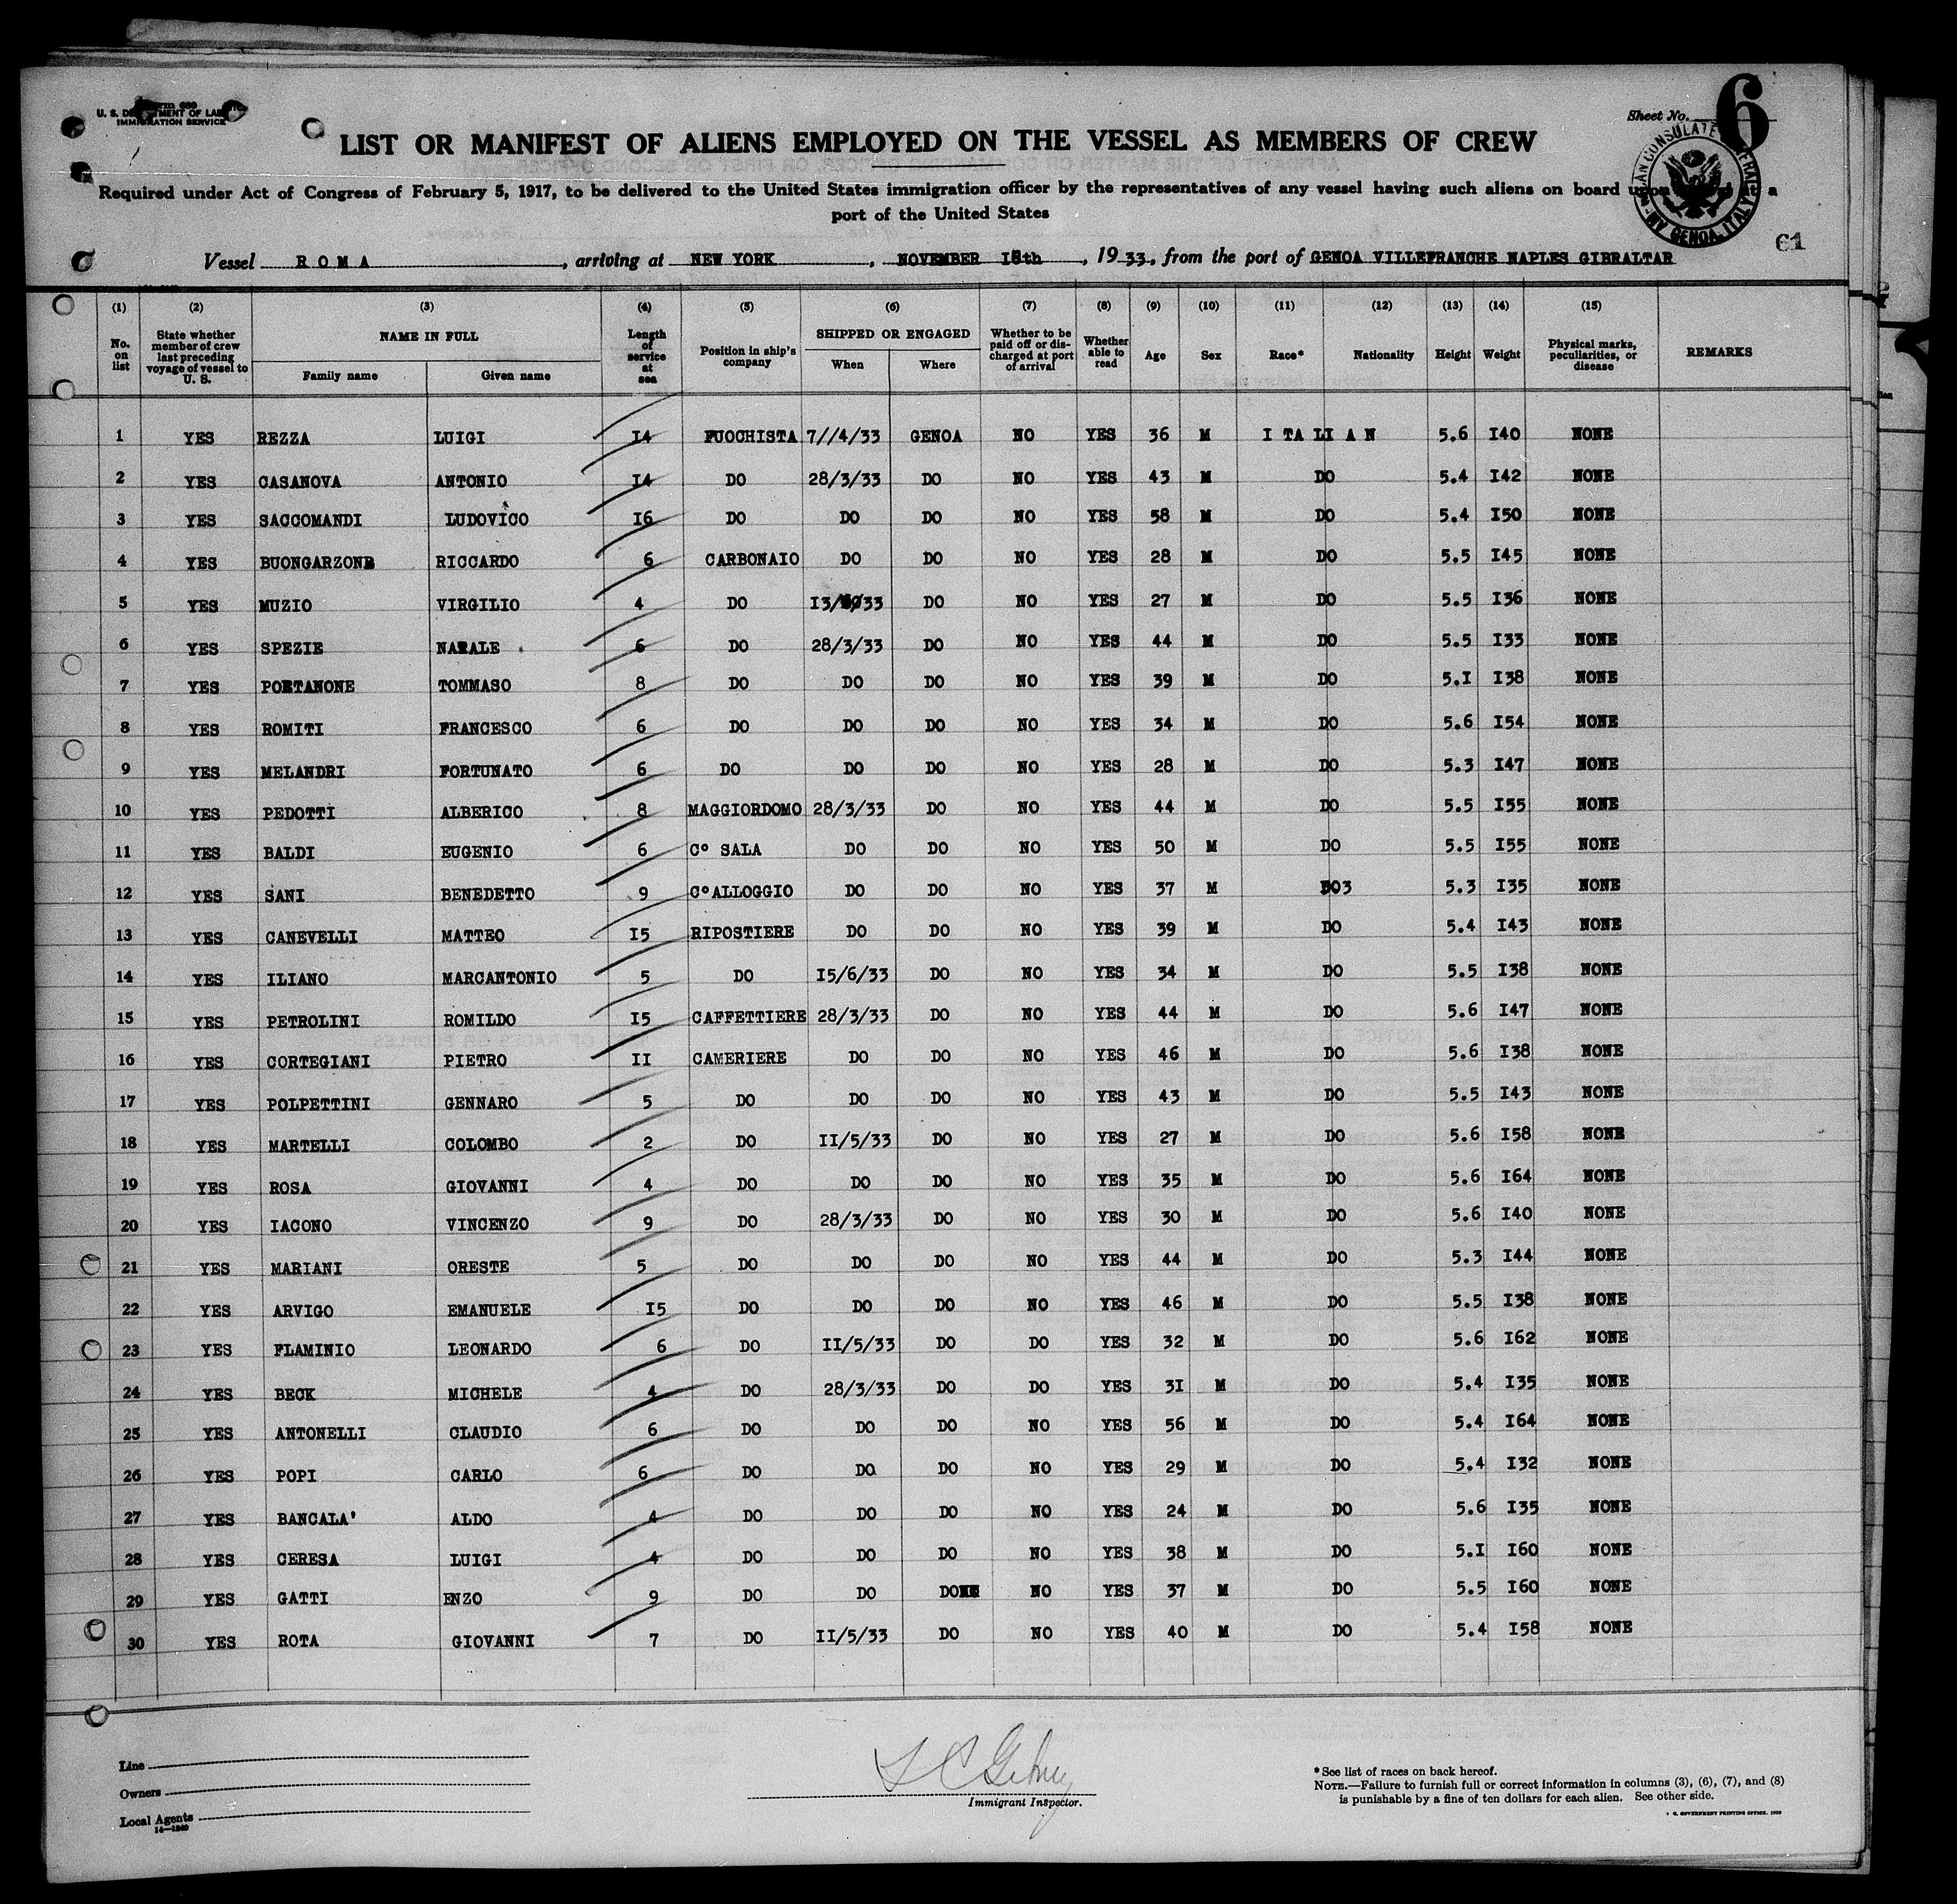 Form 680
U. S. DEPARTMENT OF LABOR
IMMIGRATION SERVICE
Sheet No. 6
LIST OR MANIFEST OF ALIENS EMPLOYED ON THE VESSEL AS MEMBERS OF CREW
AMERICAN CONSULATE GENERAL GENOA, ITALY
Required under Act of Congress of February 5, 1917, to be delivered to the United States immigration officer by the representatives of any vessel having such aliens on board upon arrival at a
port of the United States
61
Vessel ROMA, arriving at NEW YORK, NOVEMBER I8th, 1933, from the port of GENOA VILLEFRANCHE NAPLES GIBRALTAR
(1) (2) (3) (4) (5) (6) (7) (8) (9) (10) (11) (12) (13) (14) (15)
No. on list State whether member of crew last preceding voyage of vessel to U. S. NAME IN FULL Family name Given name Length of service at sea Position in ship's company SHIPPED OR ENGAGED When Where Whether to be paid off or discharged at port of arrival Whether able to read Age Sex Race* Nationality Height Weight Physical marks, peculiarities, or disease REMARKS
1 YES REZZA LUIGI I4 FUOCHISTA 7//4/33 GENOA NO YES 36 M ITALIAN 5.6 I40 NONE
2 YES CASANOVA ANTONIO I4 DO 28/3/33 DO NO YES 43 M DO 5.4 I42 NONE
3 YES SACCOMANDI LUDOVICO I6 DO DO DO NO YES 58 M DO 5.4 I50 NONE
4 YES BUONGARZONE RICCARDO 6 CARBONAIO DO DO NO YES 28 M DO 5.5 I45 NONE
5 YES MUZIO VIRGILIO 4 DO I3/ /33 DO NO YES 27 M DO 5.5 I36 NONE
6 YES SPEZIE NATALE 6 DO 28/3/33 DO NO YES 44 M DO 5.5 I33 NONE
7 YES PORTANONE TOMMASO 8 DO DO DO NO YES 39 M DO 5.I I38 NONE
8 YES ROMITI FRANCESCO 6 DO DO DO NO YES 34 M DO 5.6 I54 NONE
9 YES MELANDRI FORTUNATO 6 DO DO DO NO YES 28 M DO 5.3 I47 NONE
10 YES PEDOTTI ALBERICO 8 MAGGIORDOMO 28/3/33 DO NO YES 44 M DO 5.5 I55 NONE
11 YES BALDI EUGENIO 6 C° SALA DO DO NO YES 50 M DO 5.5 I55 NONE
12 YES SANI BENEDETTO 9 C°ALLOGGIO DO DO NO YES 37 M DO3 5.3 I35 NONE
13 YES CANEVELLI MATTEO I5 RIPOSTIERE DO DO NO YES 39 M DO 5.4 I43 NONE
14 YES ILIANO MARCANTONIO 5 DO I5/6/33 DO NO YES 34 M DO 5.5 I38 NONE
15 YES PETROLINI ROMILDO I5 CAFFETTIERE 28/3/33 DO NO YES 44 M DO 5.6 I47 NONE
16 YES CORTEGIANI PIETRO II CAMERIERE DO DO NO YES 46 M DO 5.6 I38 NONE
17 YES POLPETTINI GENNARO 5 DO DO DO NO YES 43 M DO 5.5 I43 NONE
18 YES MARTELLI COLOMBO 2 DO II/5/33 DO NO YES 27 M DO 5.6 I58 NONE
19 YES ROSA GIOVANNI 4 DO DO DO NO YES 35 M DO 5.6 I64 NONE
20 YES IACONO VINCENZO 9 DO 28/3/33 DO NO YES 30 M DO 5.6 I40 NONE
21 YES MARIANI ORESTE 5 DO DO DO NO YES 44 M DO 5.3 I44 NONE
22 YES ARVIGO EMANUELE I5 DO DO DO NO YES 46 M DO 5.5 I38 NONE
23 YES FLAMINIO LEONARDO 6 DO II/5/33 DO DO YES 32 M DO 5.6 I62 NONE
24 YES BECK MICHELE 4 DO 28/3/33 DO DO YES 3I M DO 5.4 I35 NONE
25 YES ANTONELLI CLAUDIO 6 DO DO DO NO YES 56 M DO 5.4 I64 NONE
26 YES POPI CARLO 6 DO DO DO NO YES 29 M DO 5.4 I32 NONE
27 YES BANCALA' ALDO 4 DO DO DO NO YES 24 M DO 5.6 I35 NONE
28 YES CERESA LUIGI 4 DO DO DO NO YES 38 M DO 5.I I60 NONE
29 YES GATTI ENZO 9 DO DO DO NO YES 37 M DO 5.5 I60 NONE
30 YES ROTA GIOVANNI 7 DO II/5/33 DO NO YES 40 M DO 5.4 I58 NONE
Line
Owners
Local Agents
14—1240
Immigrant Inspector.
* See list of races on back hereof.
NOTE.—Failure to furnish full or correct information in columns (3), (6), (7), and (8)
is punishable by a fine of ten dollars for each alien. See other side.